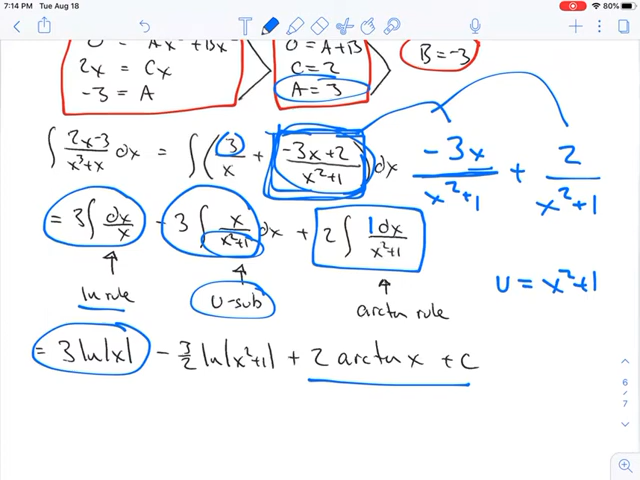 7:14 PM Tue Aug 18
80%
0 = Ax² + Bx²
2x = Cx
-3 = A
0 = A+B
C = 2
A = -3
B = -3
∫ 2x-3/x³+x dx = ∫ ( 3/x + -3x+2/x²+1 ) dx
-3x/x²+1 + 2/x²+1
= 3 ∫ dx/x - 3 ∫ x/x²+1 dx + 2 ∫ 1dx/x²+1
u = x²+1
ln rule
u-sub
arctan rule
= 3 ln|x| - 3/2 ln|x²+1| + 2 arctan x + C
6
/
7